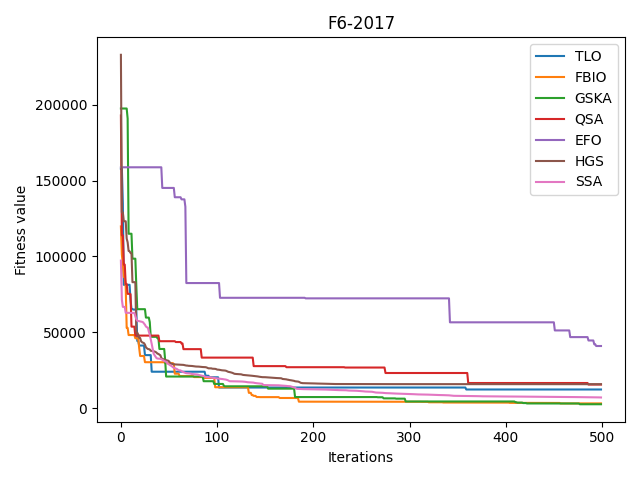 F6-2017
Fitness value
200000
150000
100000
50000
0
0 100 200 300 400 500
Iterations
TLO
FBIO
GSKA
QSA
EFO
HGS
SSA